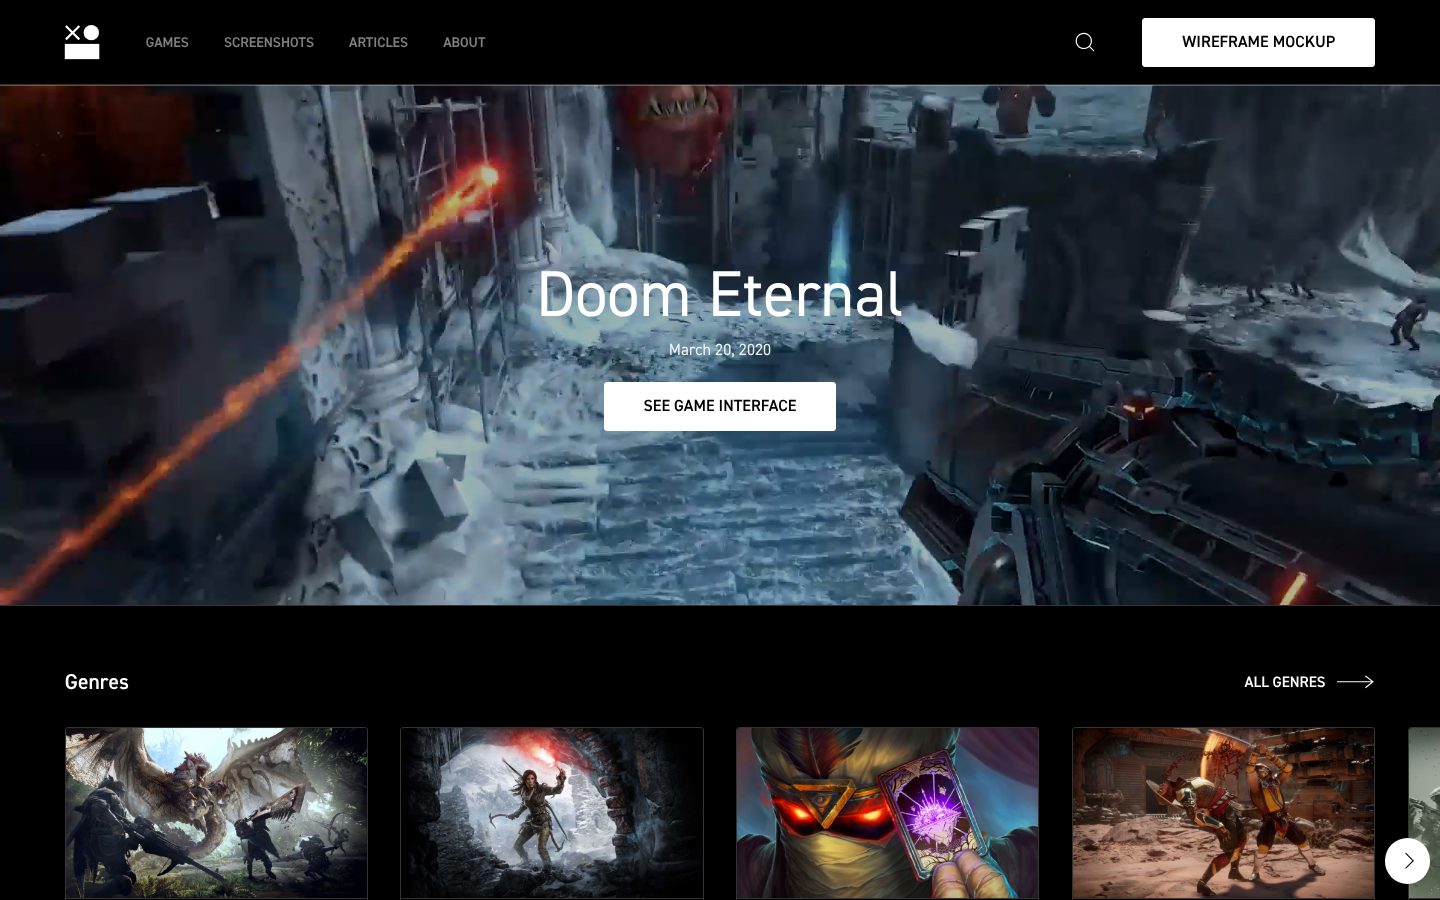 GAMES SCREENSHOTS ARTICLES ABOUT
WIREFRAME MOCKUP
Doom Eternal
March 20, 2020
SEE GAME INTERFACE
Genres
ALL GENRES